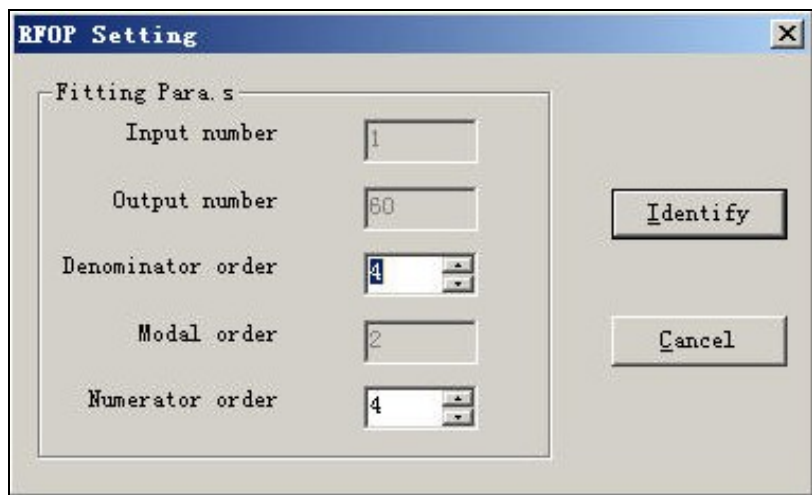 RFOP Setting
Fitting Para.s
Input number 1
Output number 60
Identify
Denominator order 4
Modal order 2
Cancel
Numerator order 4